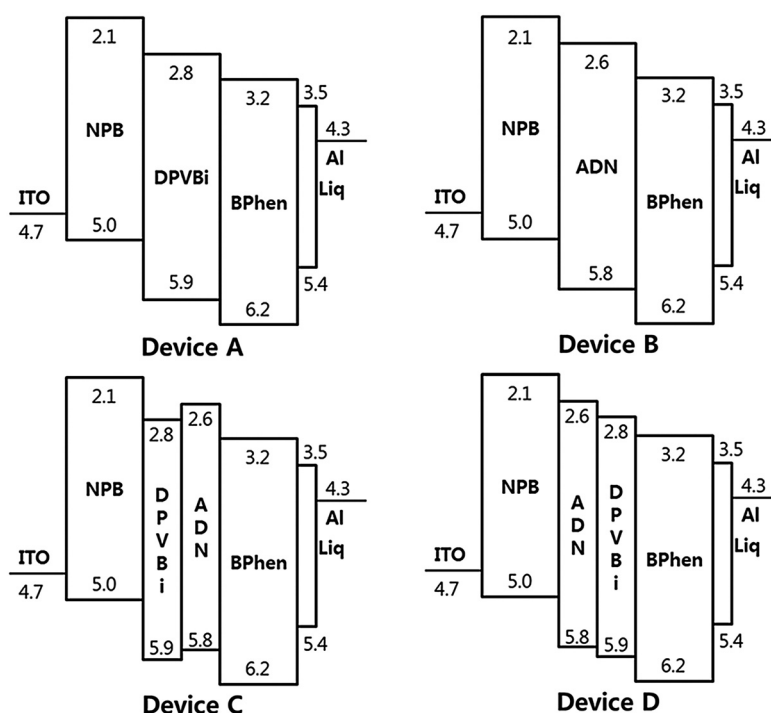 2.1
2.8
3.2
3.5
4.3
NPB
DPVBi
BPhen
Al
Liq
ITO
4.7
5.0
5.9
6.2
5.4
Device A
2.1
2.6
3.2
3.5
4.3
NPB
ADN
BPhen
Al
Liq
ITO
4.7
5.0
5.8
6.2
5.4
Device B
2.1
2.8
2.6
3.2
3.5
4.3
NPB
D
P
V
B
i
A
D
N
BPhen
Al
Liq
ITO
4.7
5.0
5.9
5.8
6.2
5.4
Device C
2.1
2.6
2.8
3.2
3.5
4.3
NPB
A
D
N
D
P
V
B
i
BPhen
Al
Liq
ITO
4.7
5.0
5.8
5.9
6.2
5.4
Device D